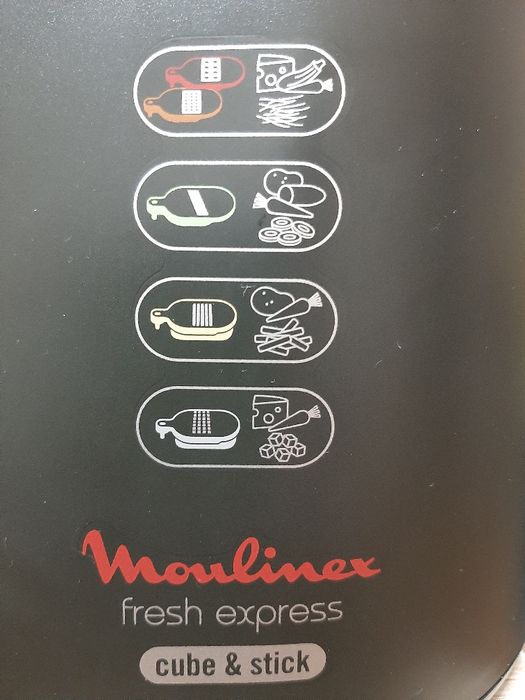 Moulinex
fresh express
cube & stick